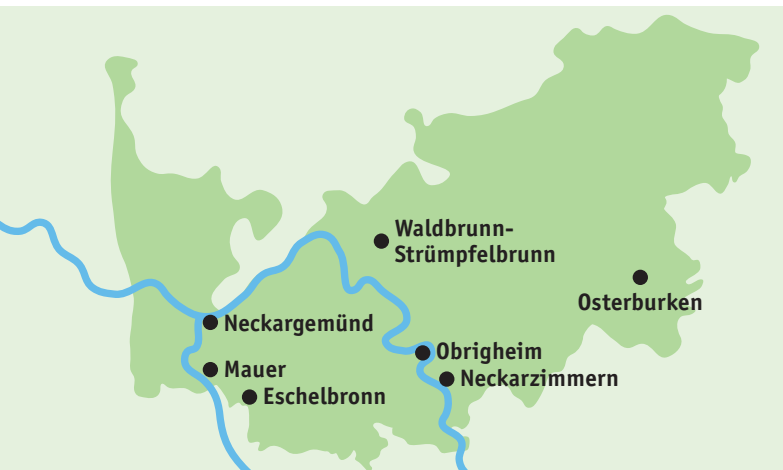 Waldbrunn-
Strümpfelbrunn
Osterburken
Neckargemünd
Obrigheim
Mauer
Neckarzimmern
Eschelbronn